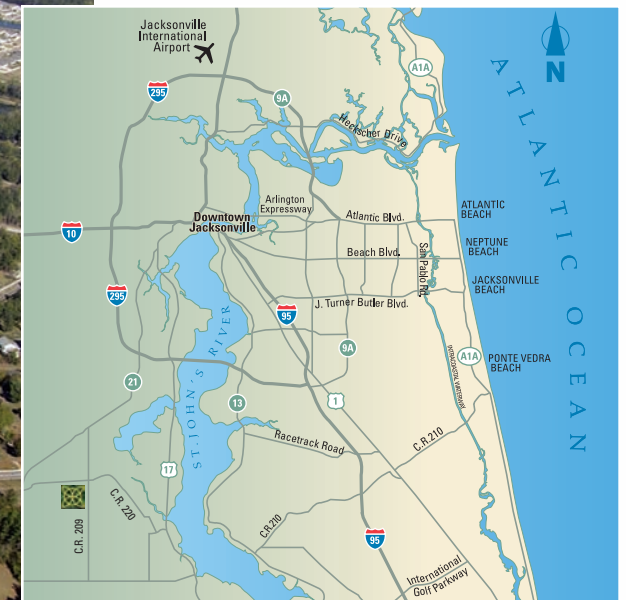 Jacksonville
International
Airport
A1A
N
ATLANTIC OCEAN
295
9A
Heckscher Drive
Arlington
Expressway
Downtown
Jacksonville
Atlantic Blvd.
ATLANTIC
BEACH
10
Beach Blvd.
San Pablo Rd.
NEPTUNE
BEACH
JACKSONVILLE
BEACH
295
95
J. Turner Butler Blvd.
ST. JOHN'S RIVER
9A
INTRACOASTAL WATERWAY
A1A
PONTE VEDRA
BEACH
21
13
1
Racetrack Road
C.R.210
17
C.R. 209
C.R. 220
C.R.210
95
International
Golf Parkway